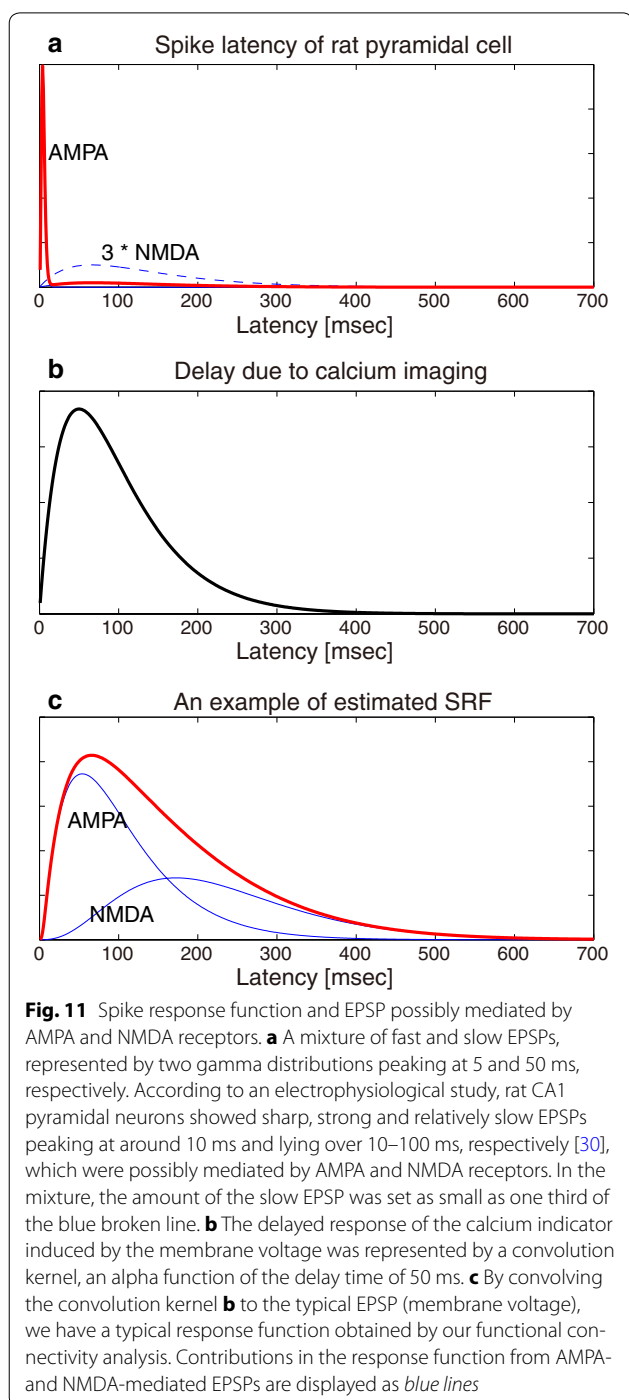 a Spike latency of rat pyramidal cell
AMPA
3 * NMDA
0 100 200 300 400 500 600 700
Latency [msec]
b Delay due to calcium imaging
0 100 200 300 400 500 600 700
Latency [msec]
c An example of estimated SRF
AMPA
NMDA
0 100 200 300 400 500 600 700
Latency [msec]
Fig. 11 Spike response function and EPSP possibly mediated by
AMPA and NMDA receptors. a A mixture of fast and slow EPSPs,
represented by two gamma distributions peaking at 5 and 50 ms,
respectively. According to an electrophysiological study, rat CA1
pyramidal neurons showed sharp, strong and relatively slow EPSPs
peaking at around 10 ms and lying over 10–100 ms, respectively [30],
which were possibly mediated by AMPA and NMDA receptors. In the
mixture, the amount of the slow EPSP was set as small as one third of
the blue broken line. b The delayed response of the calcium indicator
induced by the membrane voltage was represented by a convolution
kernel, an alpha function of the delay time of 50 ms. c By convolving
the convolution kernel b to the typical EPSP (membrane voltage),
we have a typical response function obtained by our functional con-
nectivity analysis. Contributions in the response function from AMPA-
and NMDA-mediated EPSPs are displayed as blue lines